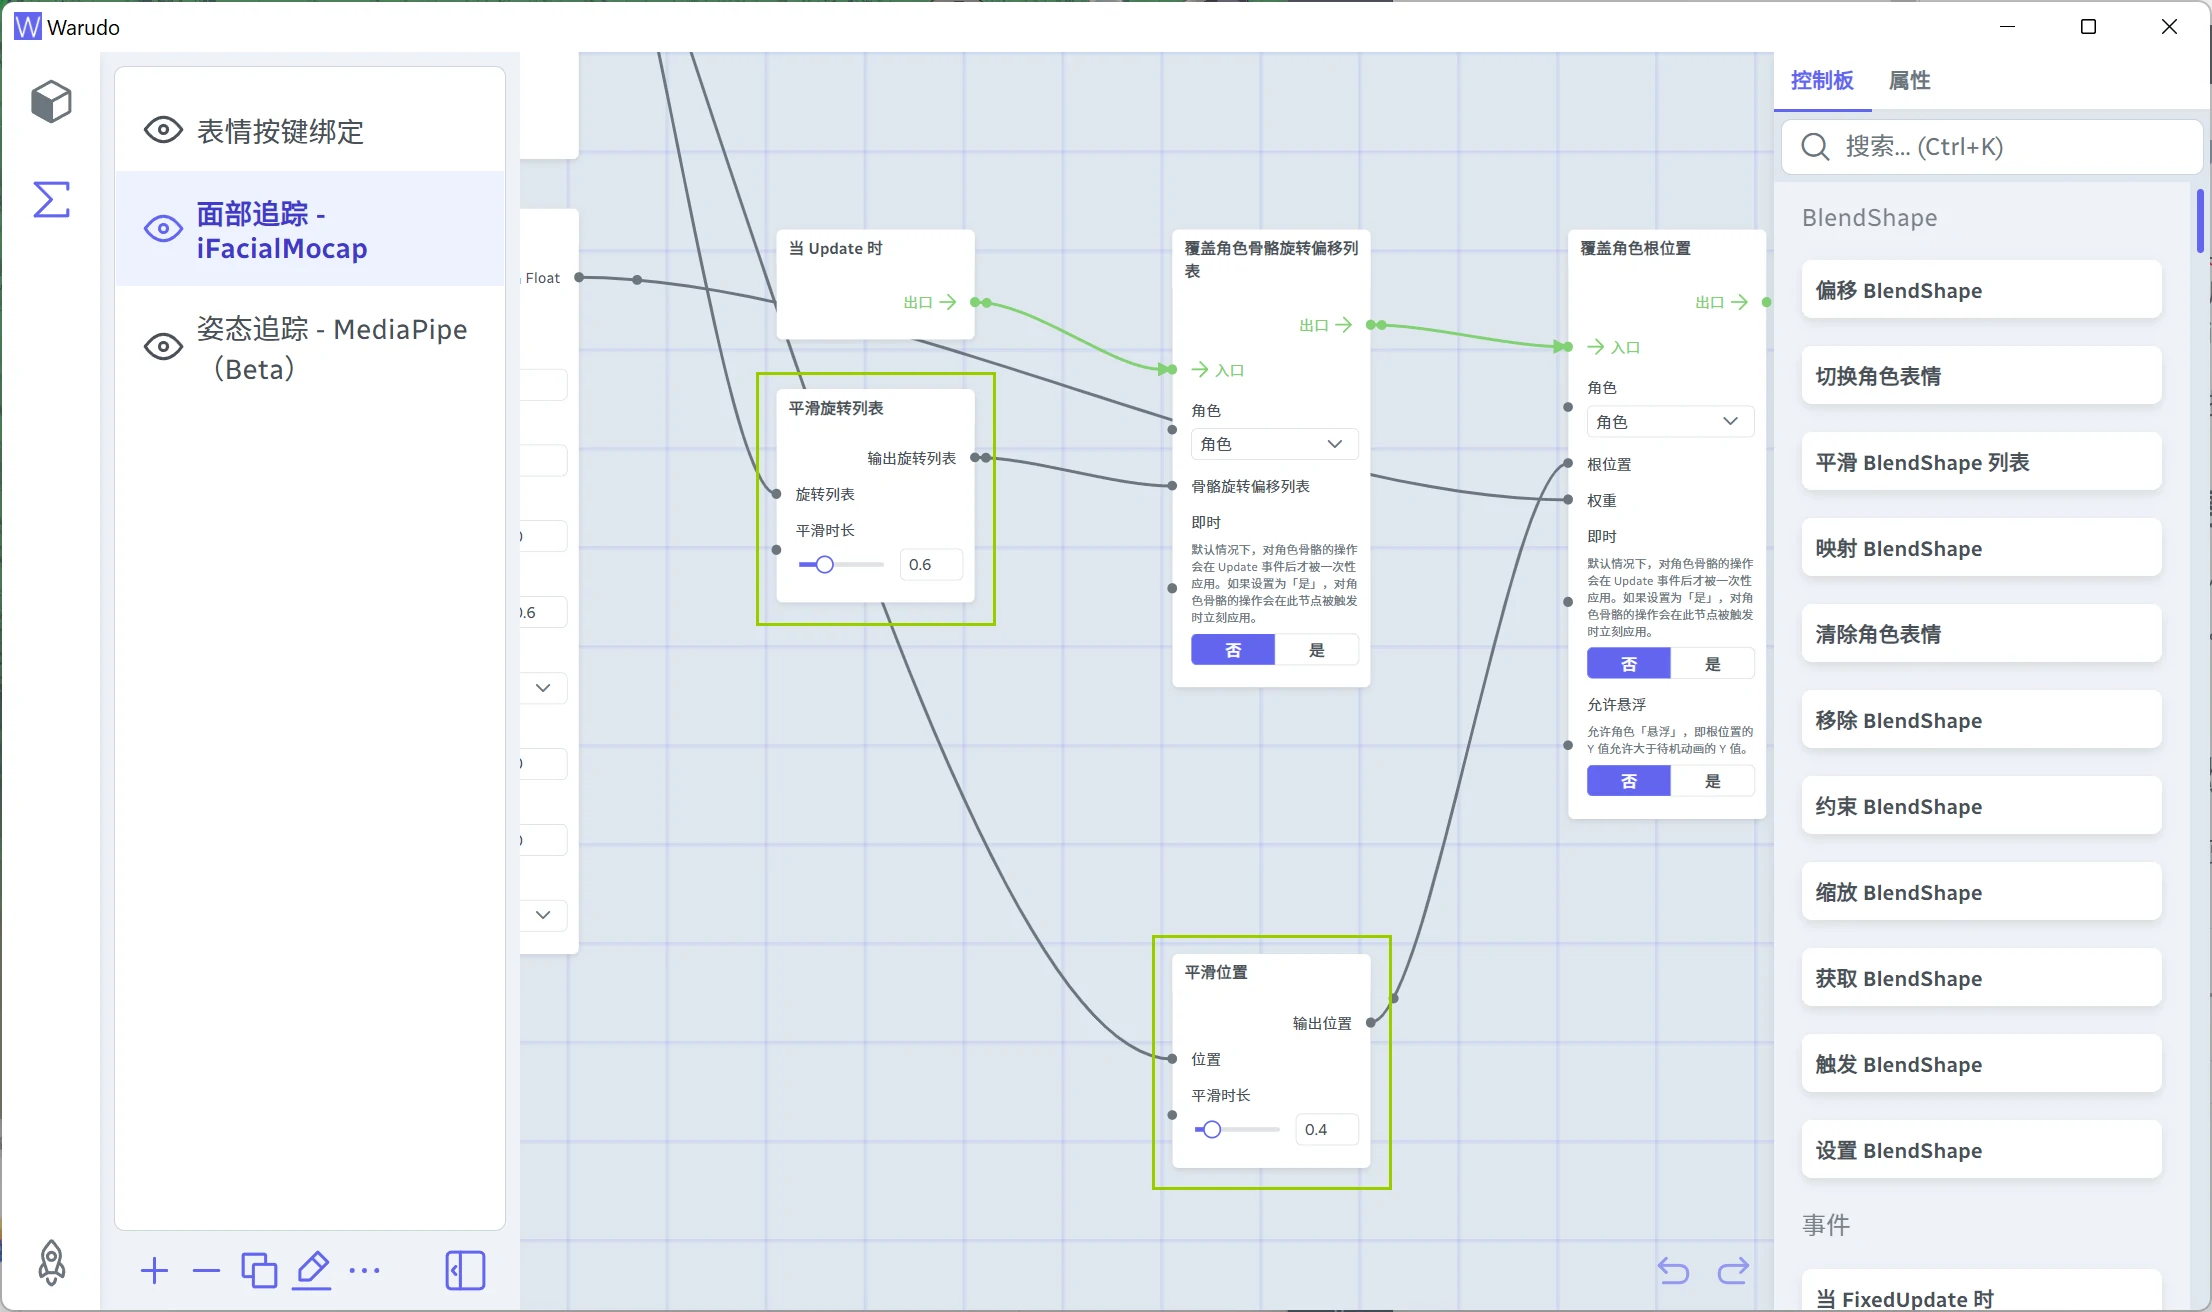 Warudo
表情按键绑定
面部追踪 -
iFacialMocap
姿态追踪 - MediaPipe
（Beta）
Float
0.6
当 Update 时
出口
平滑旋转列表
输出旋转列表
旋转列表
平滑时长
0.6
覆盖角色骨骼旋转偏移列
表
出口
入口
角色
角色
骨骼旋转偏移列表
即时
默认情况下，对角色骨骼的操作
会在 Update 事件后才被一次性
应用。如果设置为「是」，对角
色骨骼的操作会在此节点被触发
时立刻应用。
否
是
平滑位置
输出位置
位置
平滑时长
0.4
覆盖角色根位置
出口
入口
角色
角色
根位置
权重
即时
默认情况下，对角色骨骼的操作
会在 Update 事件后才被一次性
应用。如果设置为「是」，对角
色骨骼的操作会在此节点被触发
时立刻应用。
否
是
允许悬浮
允许角色「悬浮」，即根位置的
Y 值允许大于待机动画的 Y 值。
否
是
控制板
属性
搜索... (Ctrl+K)
BlendShape
偏移 BlendShape
切换角色表情
平滑 BlendShape 列表
映射 BlendShape
清除角色表情
移除 BlendShape
约束 BlendShape
缩放 BlendShape
获取 BlendShape
触发 BlendShape
设置 BlendShape
事件
当 FixedUpdate 时